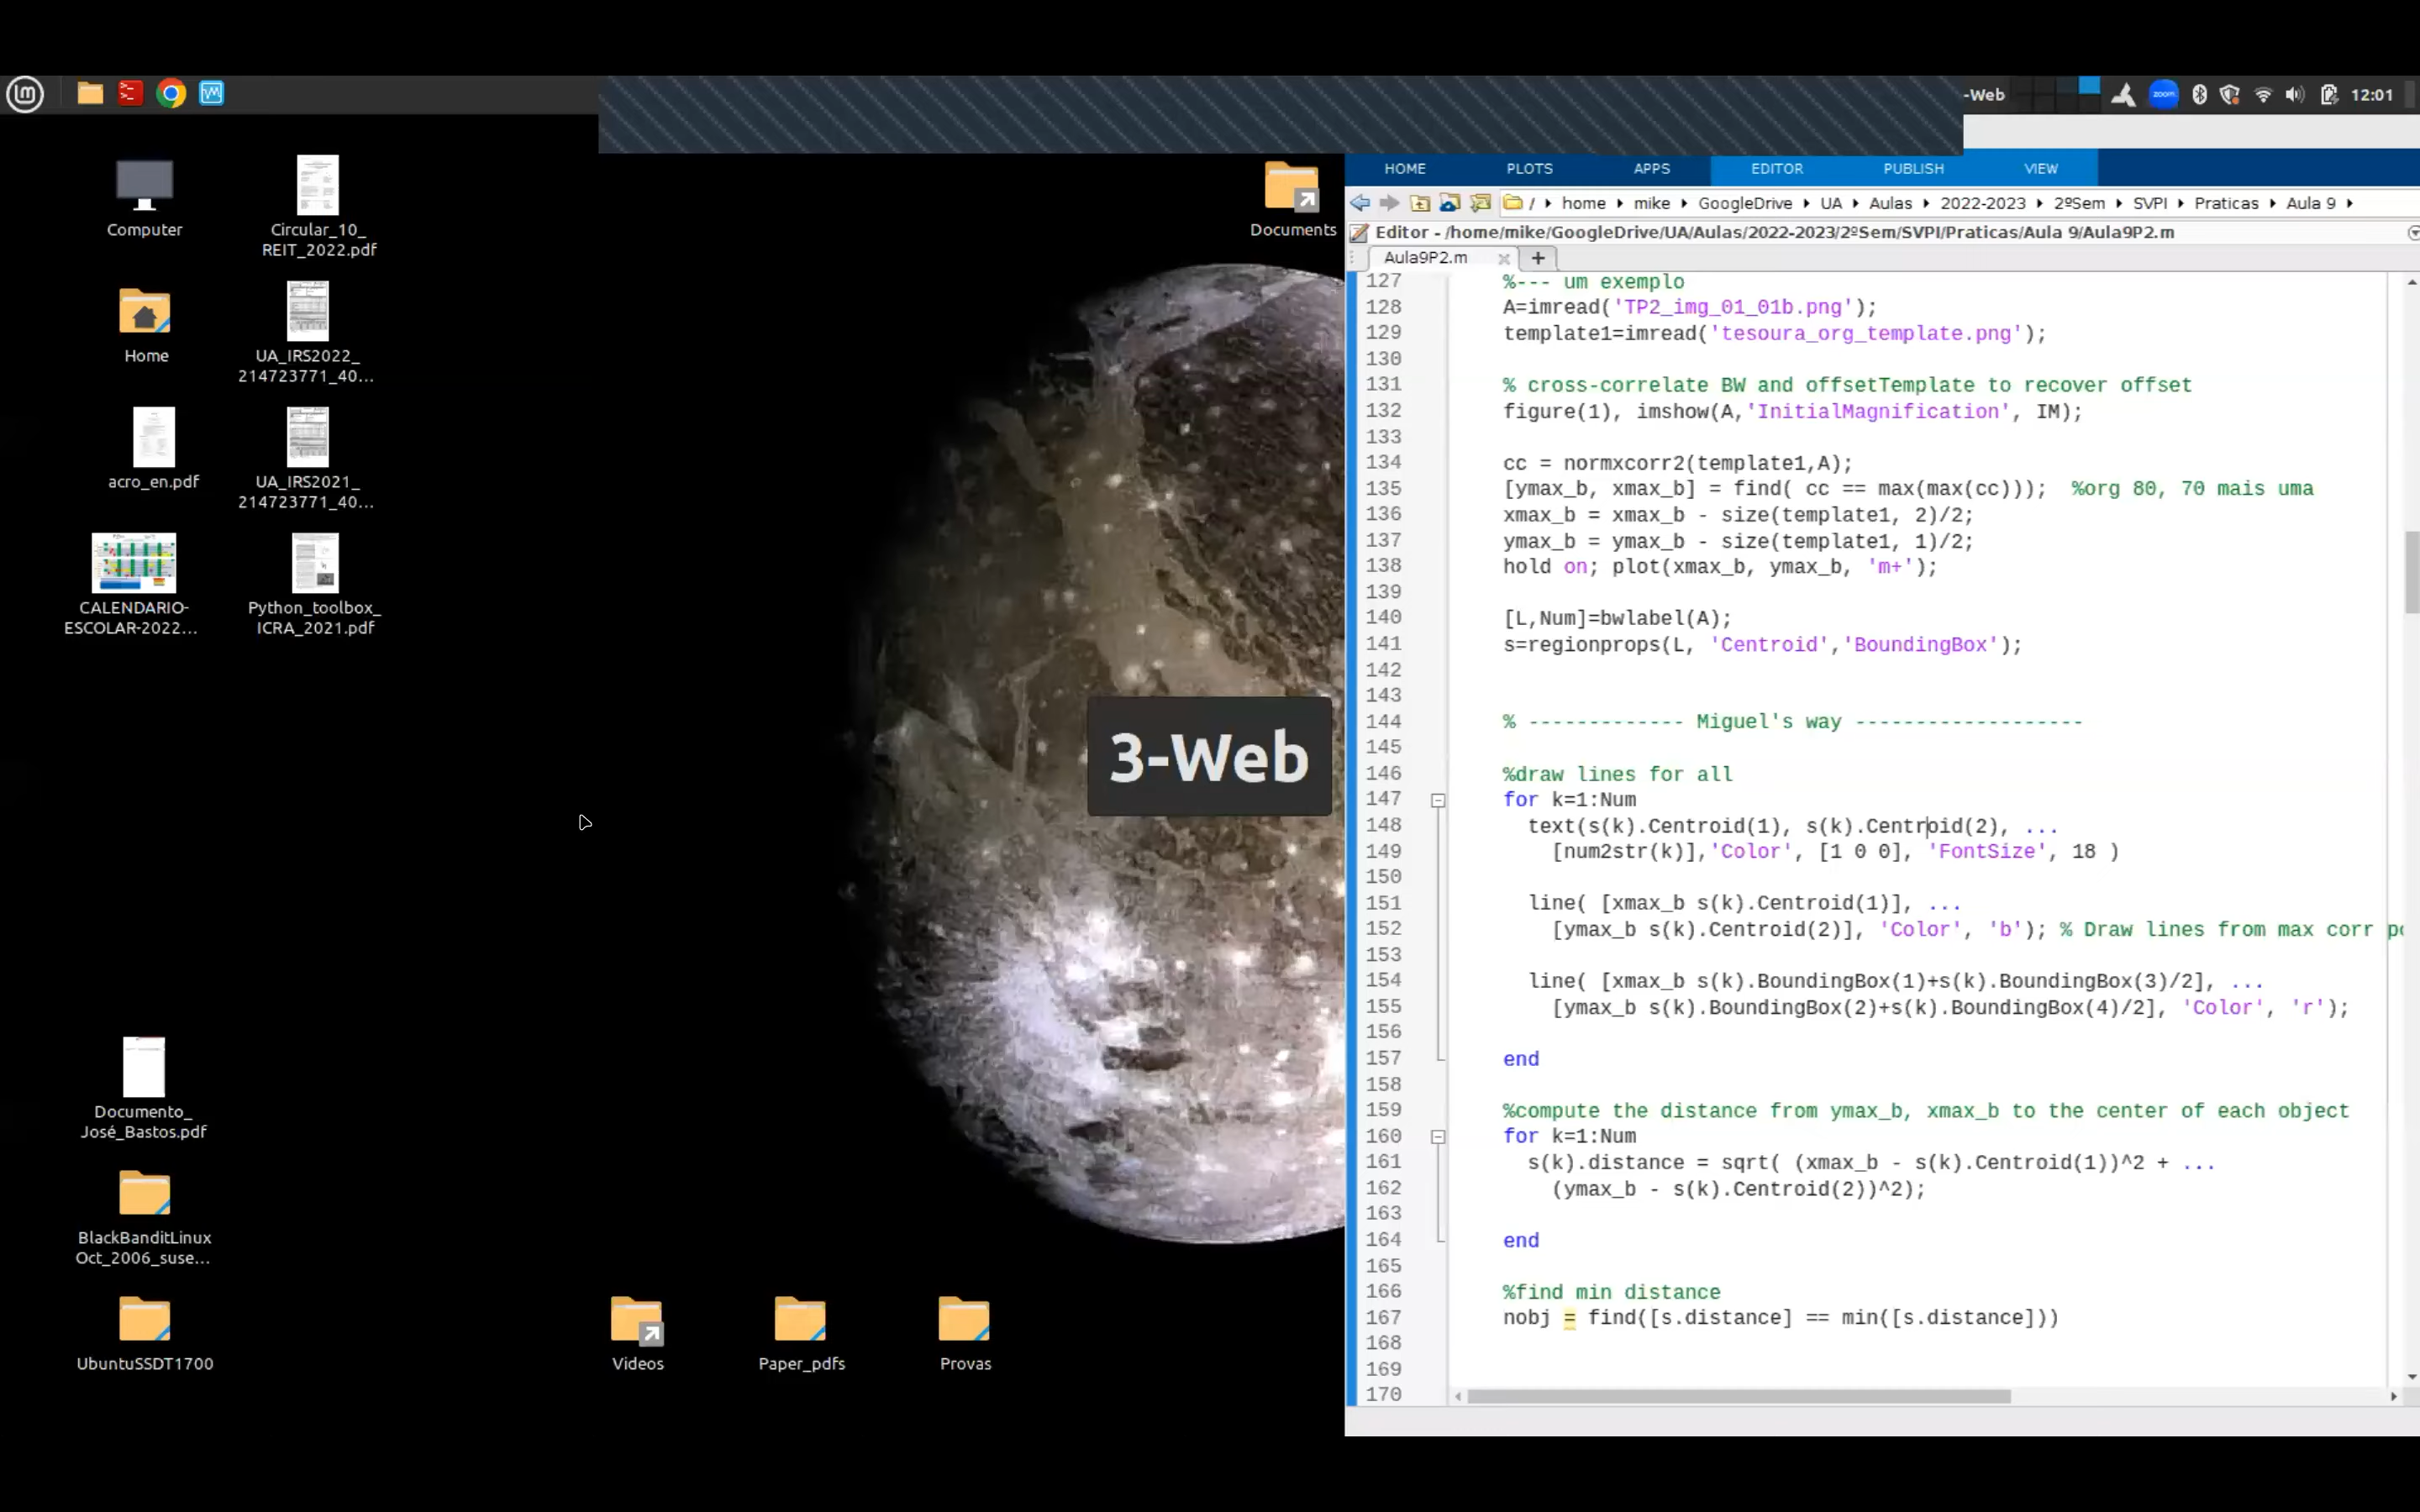 -Web
zoom
12:01
Computer
Circular_10_
REIT_2022.pdf
Home
UA_IRS2022_
214723771_40...
acro_en.pdf
UA_IRS2021_
214723771_40...
CALENDARIO-
ESCOLAR-2022...
Python_toolbox_
ICRA_2021.pdf
Documento_
José_Bastos.pdf
BlackBanditLinux
Oct_2006_suse...
UbuntuSSDT1700
Videos
Paper_pdfs
Provas
Documents
3-Web
HOME PLOTS APPS EDITOR PUBLISH VIEW
/ home mike GoogleDrive UA Aulas 2022-2023 2ºSem SVPI Praticas Aula 9
Editor - /home/mike/GoogleDrive/UA/Aulas/2022-2023/2ºSem/SVPI/Praticas/Aula 9/Aula9P2.m
Aula9P2.m
127 %--- um exemplo
128 A=imread('TP2_img_01_01b.png');
129 template1=imread('tesoura_org_template.png');
130
131 % cross-correlate BW and offsetTemplate to recover offset
132 figure(1), imshow(A,'InitialMagnification', IM);
133
134 cc = normxcorr2(template1,A);
135 [ymax_b, xmax_b] = find( cc == max(max(cc))); %org 80, 70 mais uma
136 xmax_b = xmax_b - size(template1, 2)/2;
137 ymax_b = ymax_b - size(template1, 1)/2;
138 hold on; plot(xmax_b, ymax_b, 'm+');
139
140 [L,Num]=bwlabel(A);
141 s=regionprops(L, 'Centroid','BoundingBox');
142
143
144 % ------------- Miguel's way -------------------
145
146 %draw lines for all
147 for k=1:Num
148 text(s(k).Centroid(1), s(k).Centroid(2), ...
149 [num2str(k)],'Color', [1 0 0], 'FontSize', 18 )
150
151 line( [xmax_b s(k).Centroid(1)], ...
152 [ymax_b s(k).Centroid(2)], 'Color', 'b'); % Draw lines from max corr
153
154 line( [xmax_b s(k).BoundingBox(1)+s(k).BoundingBox(3)/2], ...
155 [ymax_b s(k).BoundingBox(2)+s(k).BoundingBox(4)/2], 'Color', 'r');
156
157 end
158
159 %compute the distance from ymax_b, xmax_b to the center of each object
160 for k=1:Num
161 s(k).distance = sqrt( (xmax_b - s(k).Centroid(1))^2 + ...
162 (ymax_b - s(k).Centroid(2))^2);
163
164 end
165
166 %find min distance
167 nobj = find([s.distance] == min([s.distance]))
168
169
170